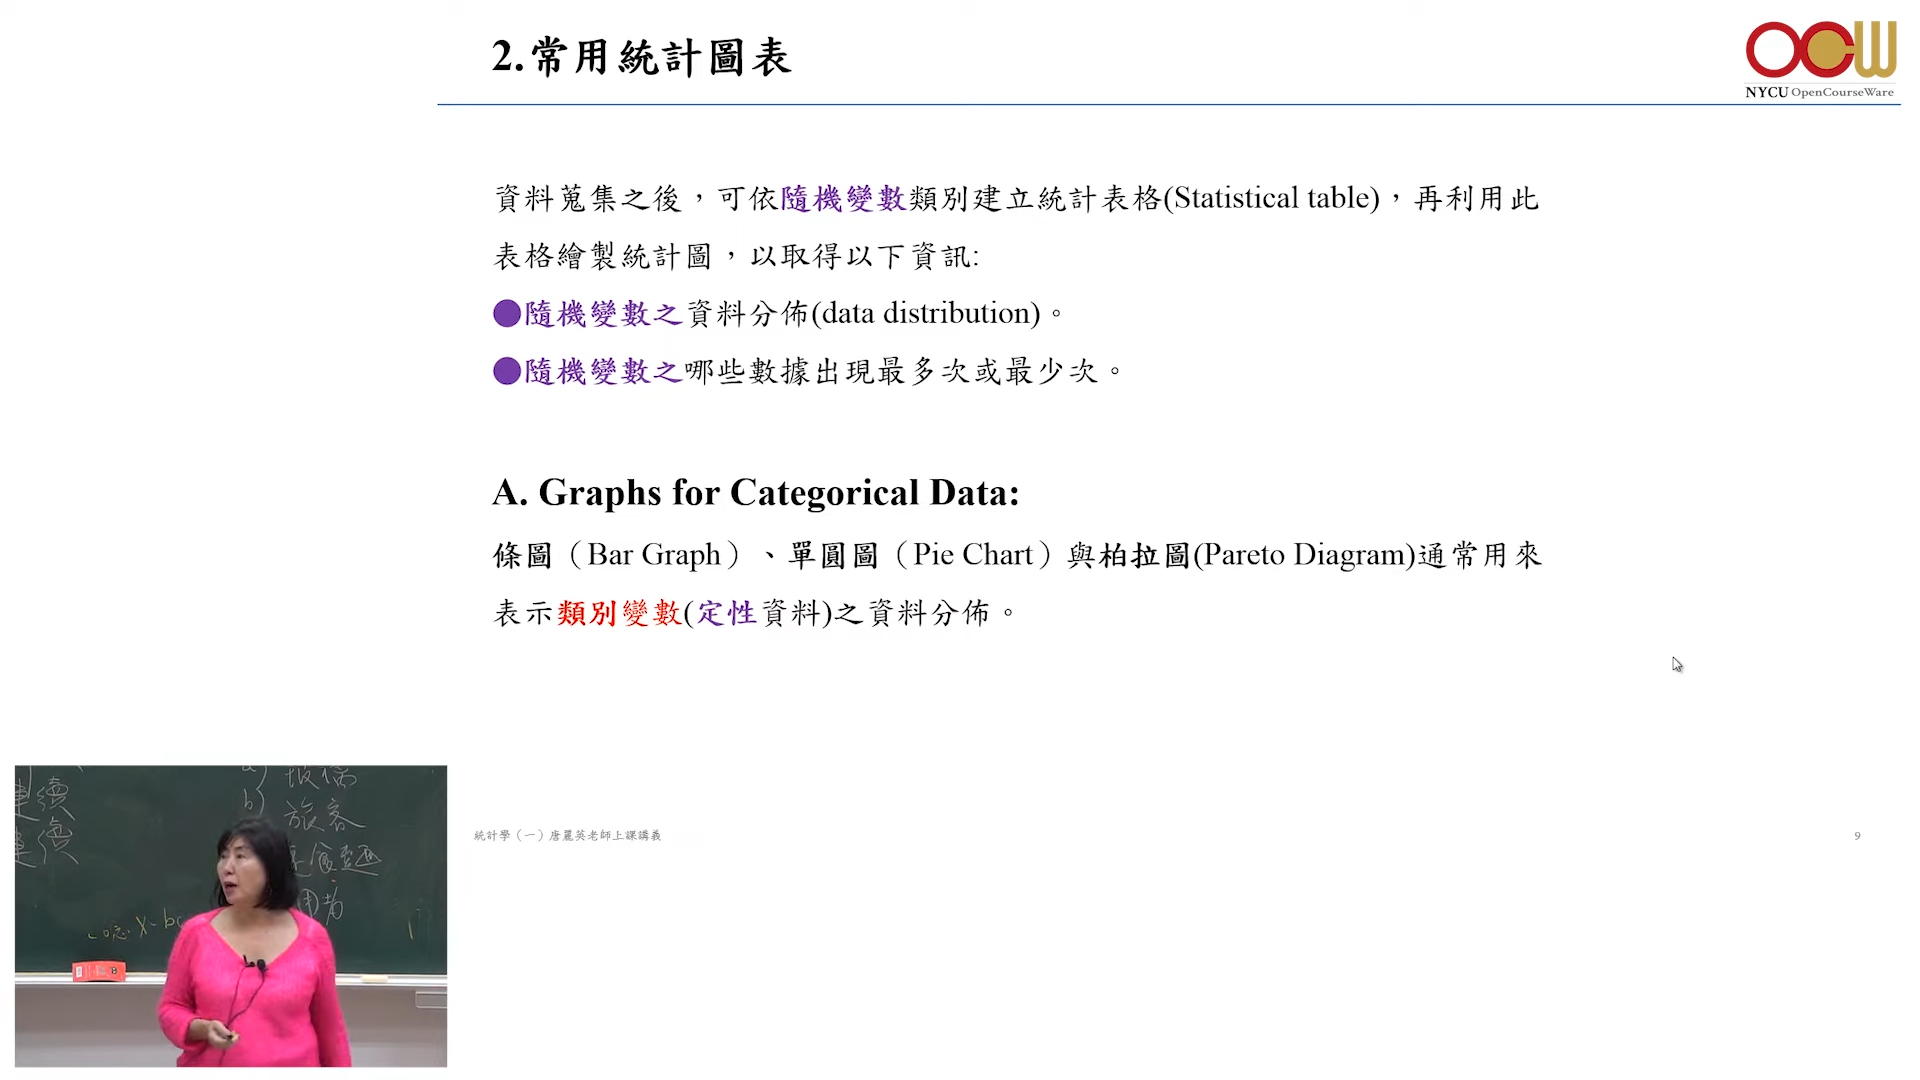 2.常用統計圖表
OCW
NYCU OpenCourseWare
資料蒐集之後，可依隨機變數類別建立統計表格(Statistical table)，再利用此
表格繪製統計圖，以取得以下資訊:
●隨機變數之資料分佈(data distribution)。
●隨機變數之哪些數據出現最多次或最少次。
A. Graphs for Categorical Data:
條圖（Bar Graph）、單圓圖（Pie Chart）與柏拉圖(Pareto Diagram)通常用來
表示類別變數(定性資料)之資料分佈。
連續
連續
b) 旅客
統計學（一）唐麗英老師上課講義
9